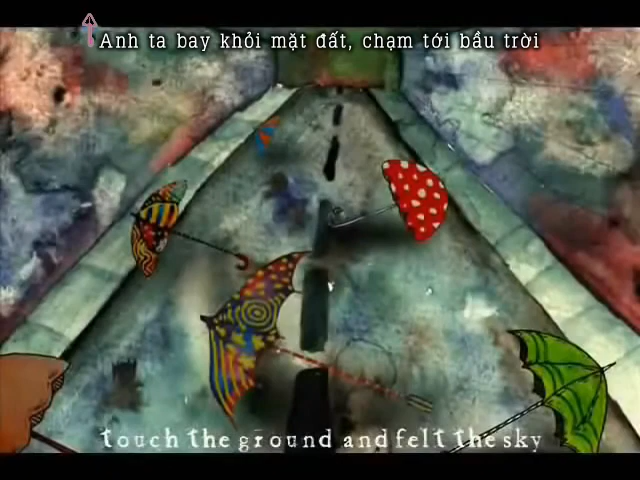 Anh ta bay khỏi mặt đất, chạm tới bầu trời
touch the ground and felt the sky